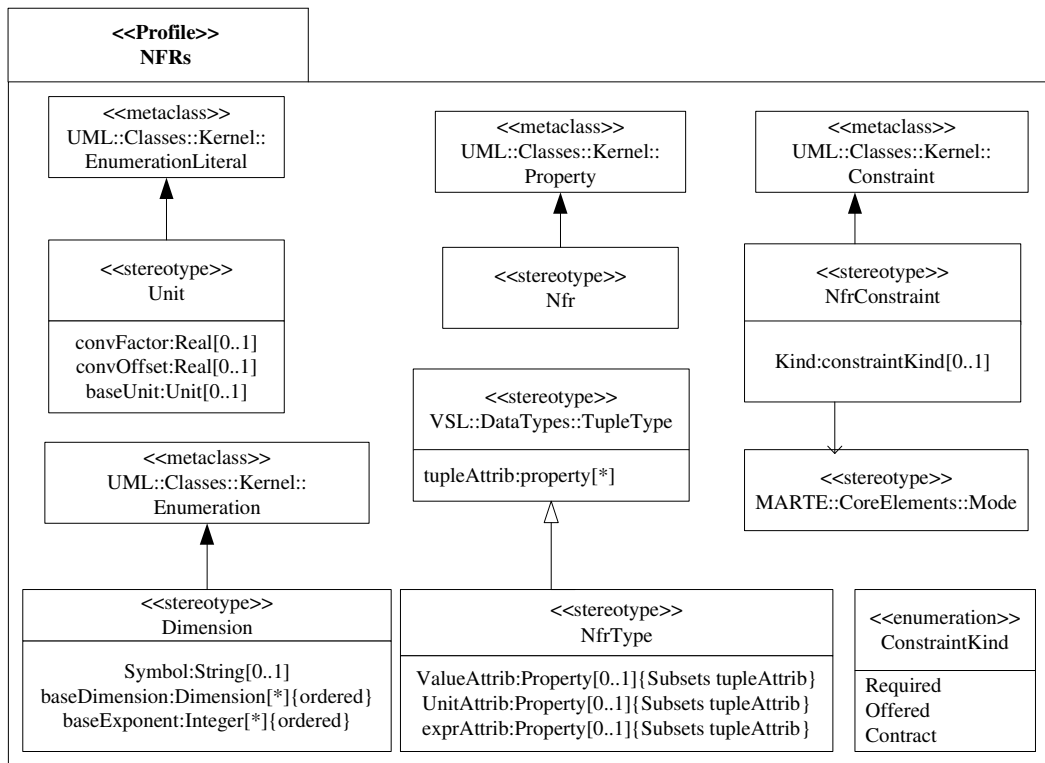 <<Profile>>
NFRs
<<metaclass>>
UML::Classes::Kernel::
EnumerationLiteral
<<metaclass>>
UML::Classes::Kernel::
Property
<<metaclass>>
UML::Classes::Kernel::
Constraint
<<stereotype>>
Unit
convFactor:Real[0..1]
convOffset:Real[0..1]
baseUnit:Unit[0..1]
<<stereotype>>
Nfr
<<stereotype>>
NfrConstraint
Kind:constraintKind[0..1]
<<stereotype>>
VSL::DataTypes::TupleType
tupleAttrib:property[*]
<<metaclass>>
UML::Classes::Kernel::
Enumeration
<<stereotype>>
MARTE::CoreElements::Mode
<<stereotype>>
Dimension
Symbol:String[0..1]
baseDimension:Dimension[*]{ordered}
baseExponent:Integer[*]{ordered}
<<stereotype>>
NfrType
ValueAttrib:Property[0..1]{Subsets tupleAttrib}
UnitAttrib:Property[0..1]{Subsets tupleAttrib}
exprAttrib:Property[0..1]{Subsets tupleAttrib}
<<enumeration>>
ConstraintKind
Required
Offered
Contract